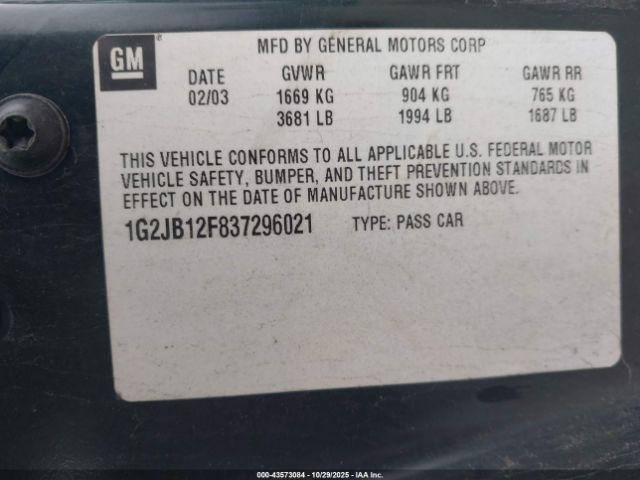 GM
MFD BY GENERAL MOTORS CORP
DATE GVWR GAWR FRT GAWR RR
02/03 1669 KG 904 KG 765 KG
3681 LB 1994 LB 1687 LB
THIS VEHICLE CONFORMS TO ALL APPLICABLE U.S. FEDERAL MOTOR
VEHICLE SAFETY, BUMPER, AND THEFT PREVENTION STANDARDS IN
EFFECT ON THE DATE OF MANUFACTURE SHOWN ABOVE.
1G2JB12F837296021 TYPE: PASS CAR
000-43573084 | 10/29/2025 | IAA Inc.